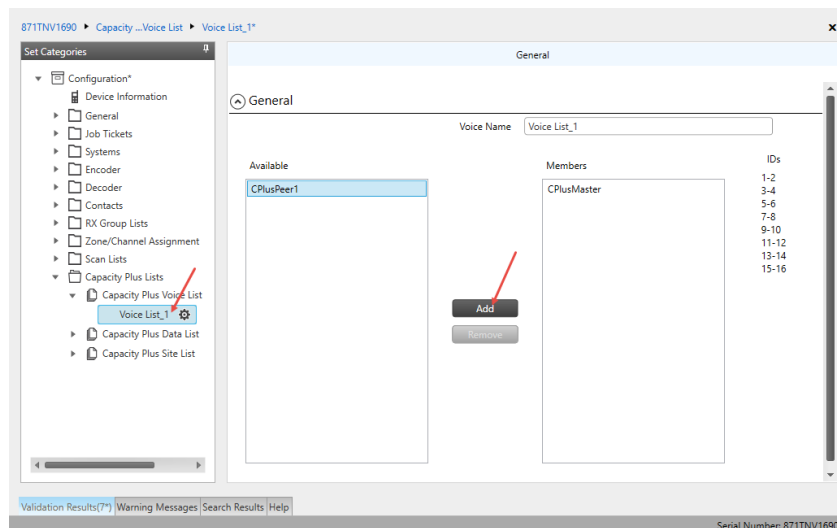 871TNV1690 ▸ Capacity ...Voice List ▸ Voice List_1*
Set Categories
Configuration*
Device Information
General
Job Tickets
Systems
Encoder
Decoder
Contacts
RX Group Lists
Zone/Channel Assignment
Scan Lists
Capacity Plus Lists
Capacity Plus Voice List
Voice List_1
Capacity Plus Data List
Capacity Plus Site List
General
General
Voice Name Voice List_1
Available
CPlusPeer1
Add
Remove
Members
CPlusMaster
IDs
1-2
3-4
5-6
7-8
9-10
11-12
13-14
15-16
Validation Results(7*) Warning Messages Search Results Help
Serial Number: 871TNV1690